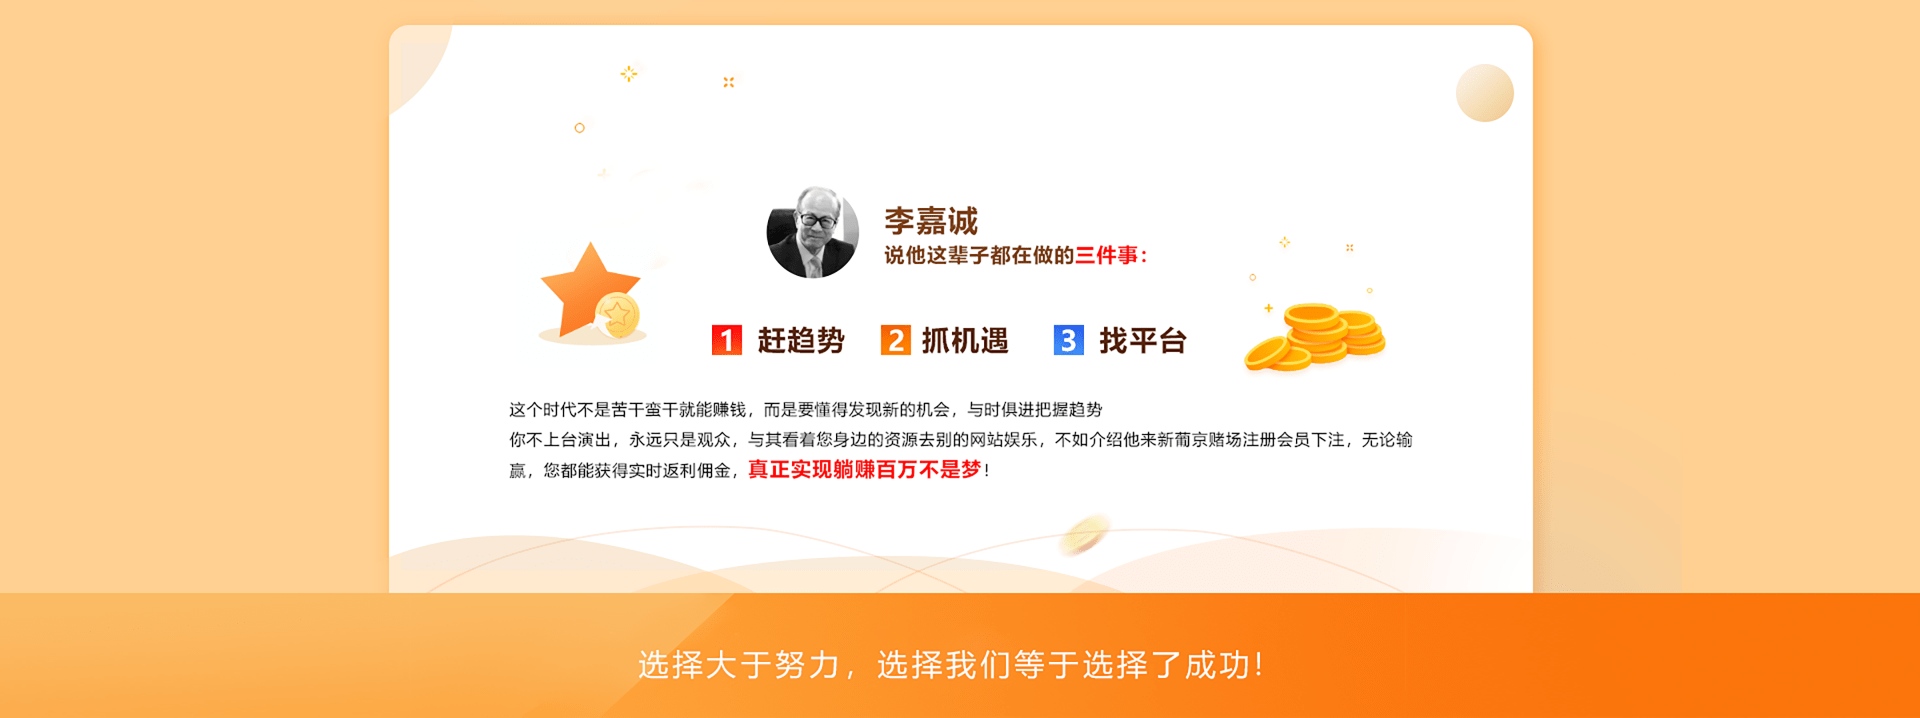 李嘉诚
说他这辈子都在做的三件事：
1 赶趋势 2 抓机遇 3 找平台
这个时代不是苦干蛮干就能赚钱，而是要懂得发现新的机会，与时俱进把握趋势
你不上台演出，永远只是观众，与其看着您身边的资源去别的网站娱乐，不如介绍他来新葡京赌场注册会员下注，无论输
赢，您都能获得实时返利佣金，真正实现躺赚百万不是梦！
选择大于努力，选择我们等于选择了成功！